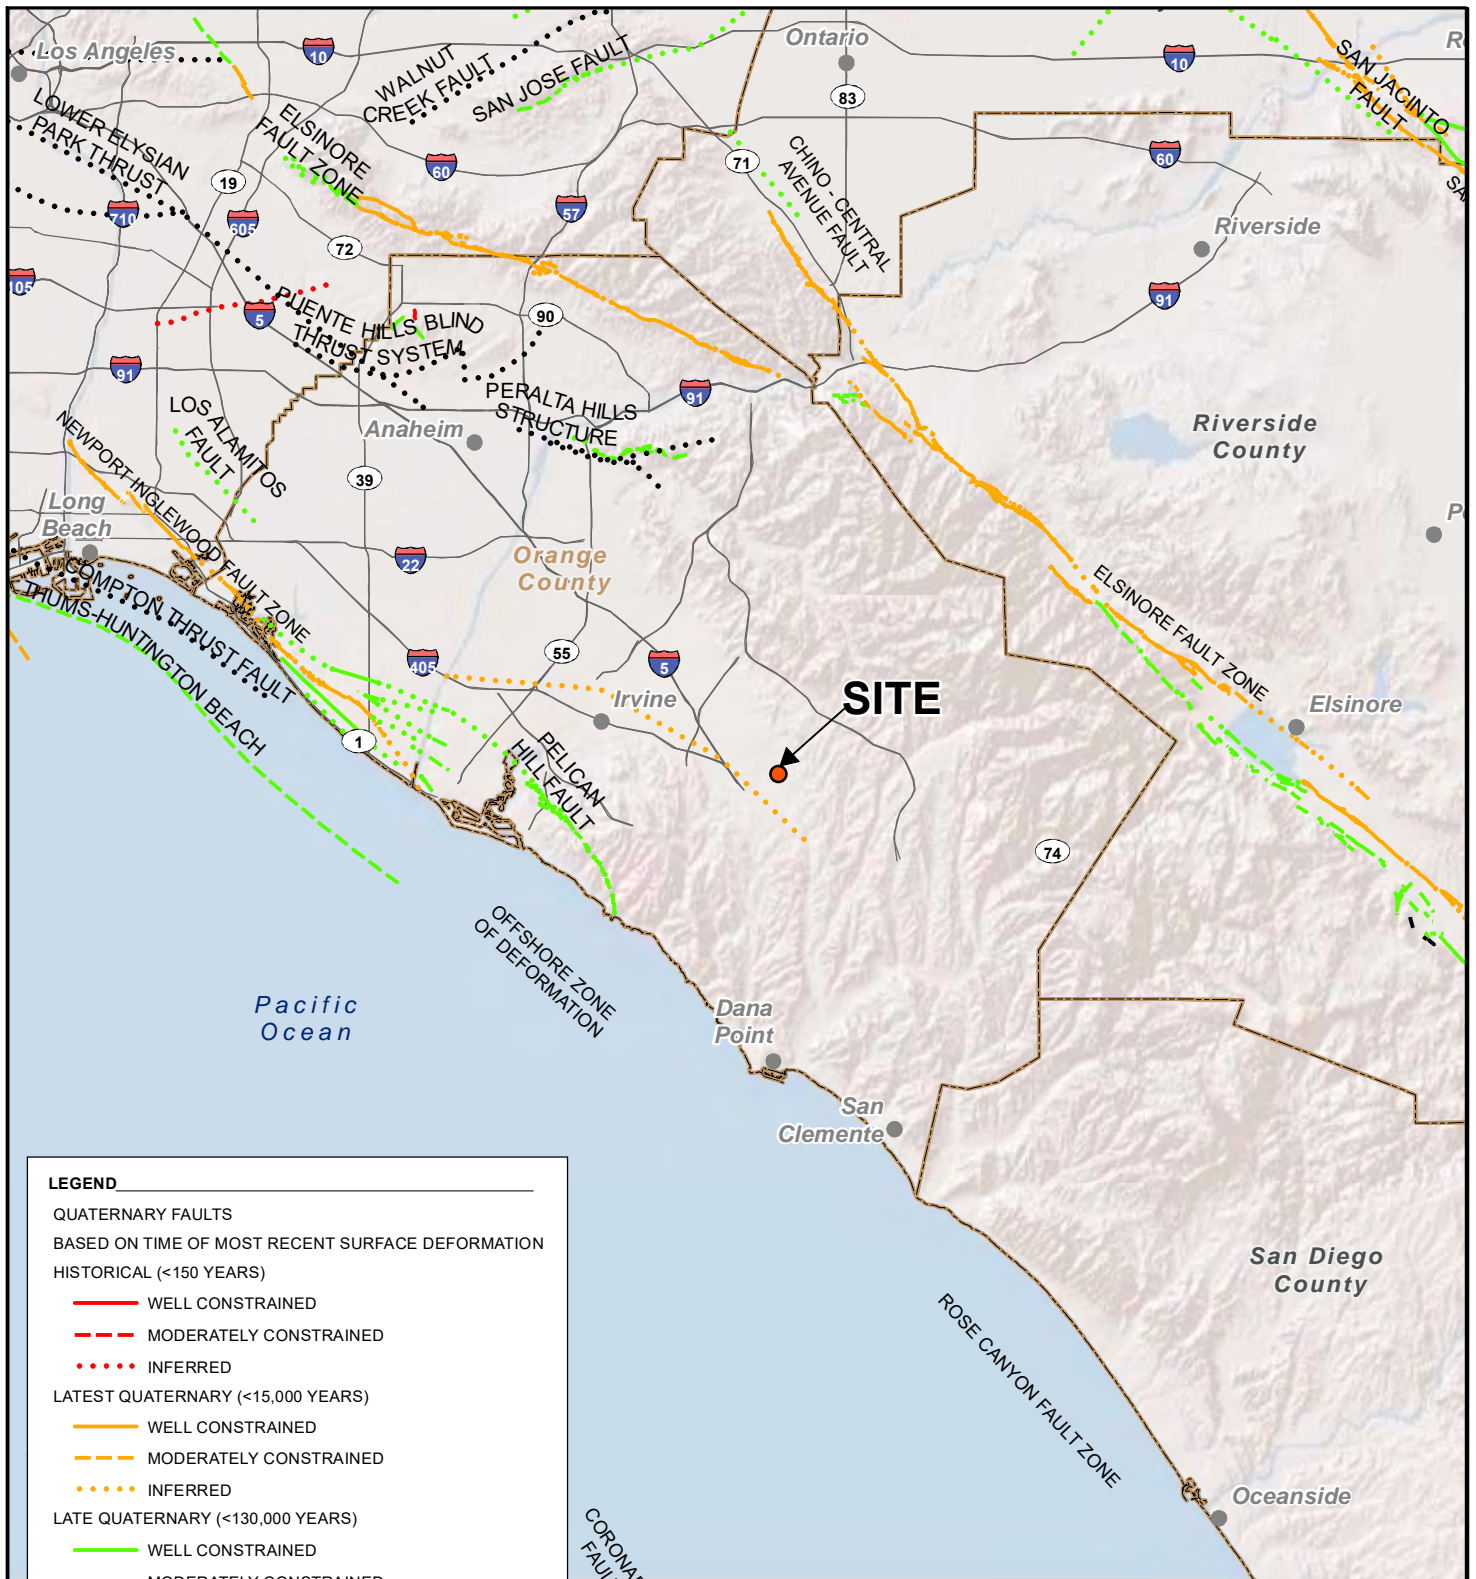 Los Angeles
10
WALNUT
CREEK FAULT
SAN JOSE FAULT
Ontario
10
83
SAN JACINTO
FAULT
LOWER ELYSIAN
PARK THRUST
ELSINORE
FAULT ZONE
19
60
71
CHINO - CENTRAL
AVENUE FAULT
60
710
605
57
72
Riverside
105
5
PUENTE HILLS BLIND
THRUST SYSTEM
90
91
91
91
PERALTA HILLS
STRUCTURE
LOS ALAMITOS
FAULT
Anaheim
Riverside
County
NEWPORT-INGLEWOOD FAULT ZONE
39
Long
Beach
22
Orange
County
COMPTON THRUST FAULT
THUMS-HUNTINGTON BEACH
ELSINORE FAULT ZONE
405
55
5
Irvine
SITE
Elsinore
1
PELICAN
HILL FAULT
74
OFFSHORE ZONE
OF DEFORMATION
Pacific
Ocean
Dana
Point
San
Clemente
San Diego
County
ROSE CANYON FAULT ZONE
Oceanside
LEGEND
QUATERNARY FAULTS
BASED ON TIME OF MOST RECENT SURFACE DEFORMATION
HISTORICAL (<150 YEARS)
WELL CONSTRAINED
MODERATELY CONSTRAINED
INFERRED
LATEST QUATERNARY (<15,000 YEARS)
WELL CONSTRAINED
MODERATELY CONSTRAINED
INFERRED
LATE QUATERNARY (<130,000 YEARS)
WELL CONSTRAINED